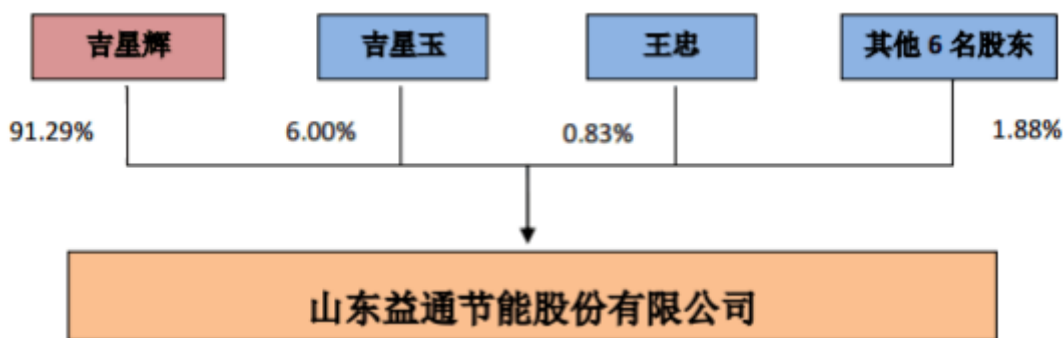 吉星辉
吉星玉
王忠
其他 6 名股东
91.29%
6.00%
0.83%
1.88%
山东益通节能股份有限公司